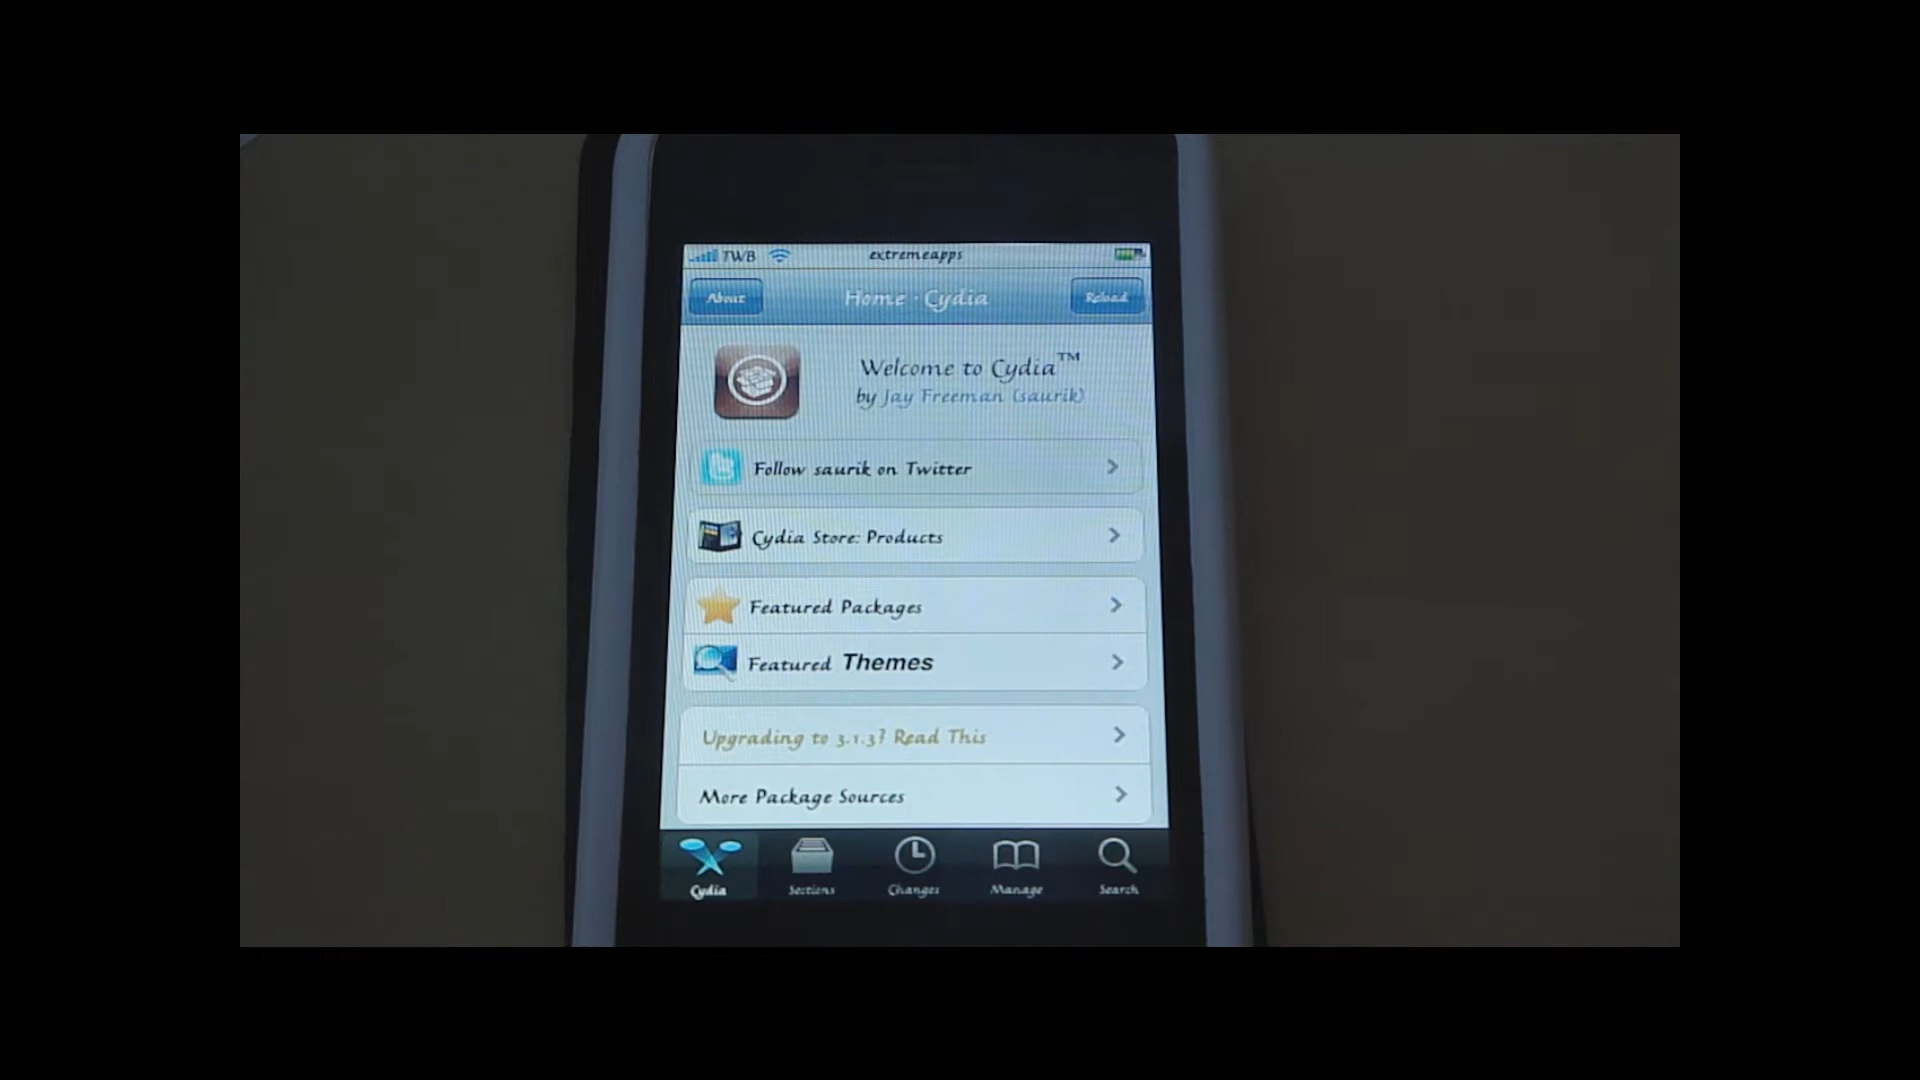 TWB extremeapps
About Home · Cydia Reload
Welcome to Cydia™
by Jay Freeman (saurik)
Follow saurik on Twitter
Cydia Store: Products
Featured Packages
Featured Themes
Upgrading to 3.1.3? Read This
More Package Sources
Cydia Sections Changes Manage Search